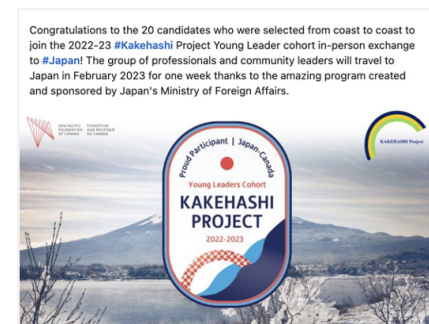 Congratulations to the 20 candidates who were selected from coast to coast to
join the 2022-23 #Kakehashi Project Young Leader cohort in-person exchange
to #Japan! The group of professionals and community leaders will travel to
Japan in February 2023 for one week thanks to the amazing program created
and sponsored by Japan's Ministry of Foreign Affairs.
ASIA PACIFIC FONDATION
FOUNDATION ASIE PACIFIQUE
OF CANADA DU CANADA
KAKEHASHI Project
Proud Participant | Japan-Canada
Young Leaders Cohort
KAKEHASHI
PROJECT
2022-2023